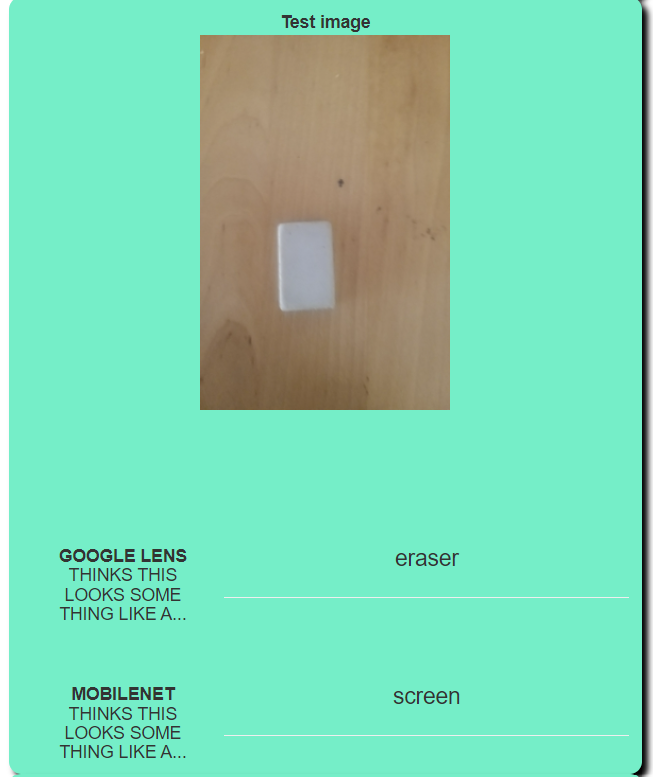 Test image
GOOGLE LENS
THINKS THIS
LOOKS SOME
THING LIKE A...
eraser
MOBILENET
THINKS THIS
LOOKS SOME
THING LIKE A...
screen